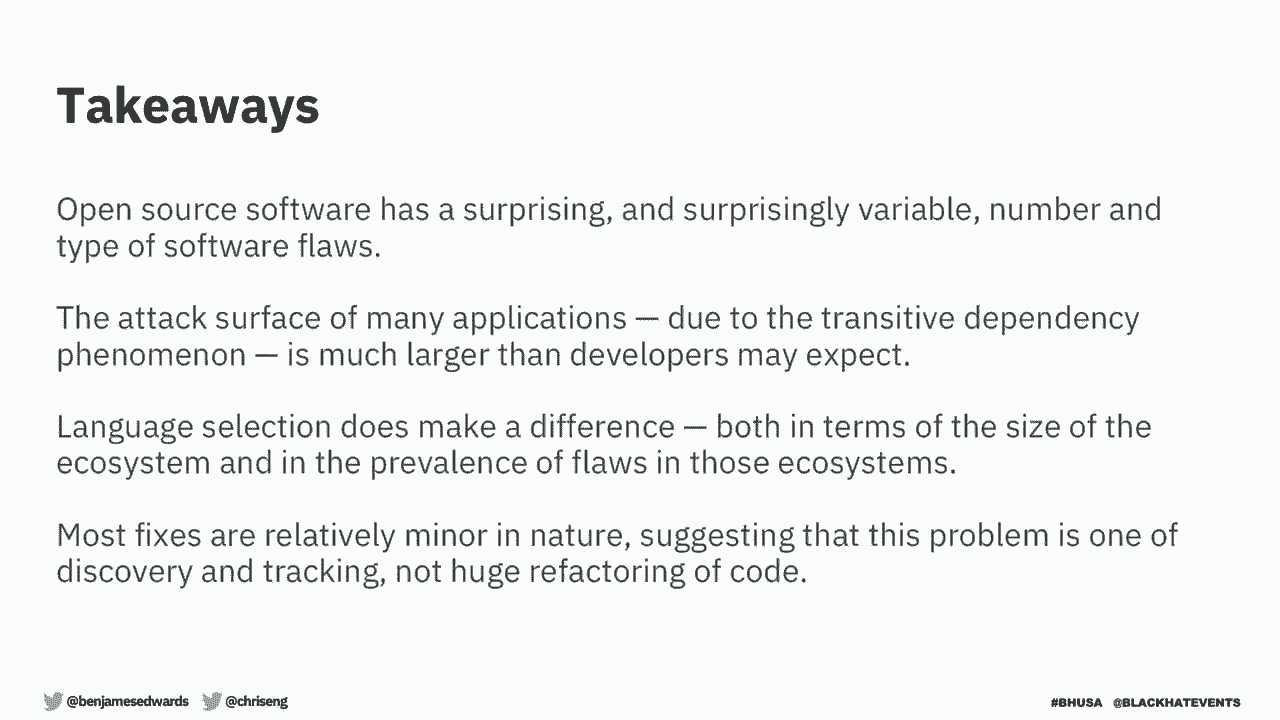 Takeaways
Open source software has a surprising, and surprisingly variable, number and
type of software flaws.
The attack surface of many applications — due to the transitive dependency
phenomenon — is much larger than developers may expect.
Language selection does make a difference — both in terms of the size of the
ecosystem and in the prevalence of flaws in those ecosystems.
Most fixes are relatively minor in nature, suggesting that this problem is one of
discovery and tracking, not huge refactoring of code.
@benjamesedwards @chriseng #BHUSA @BLACKHATEVENTS